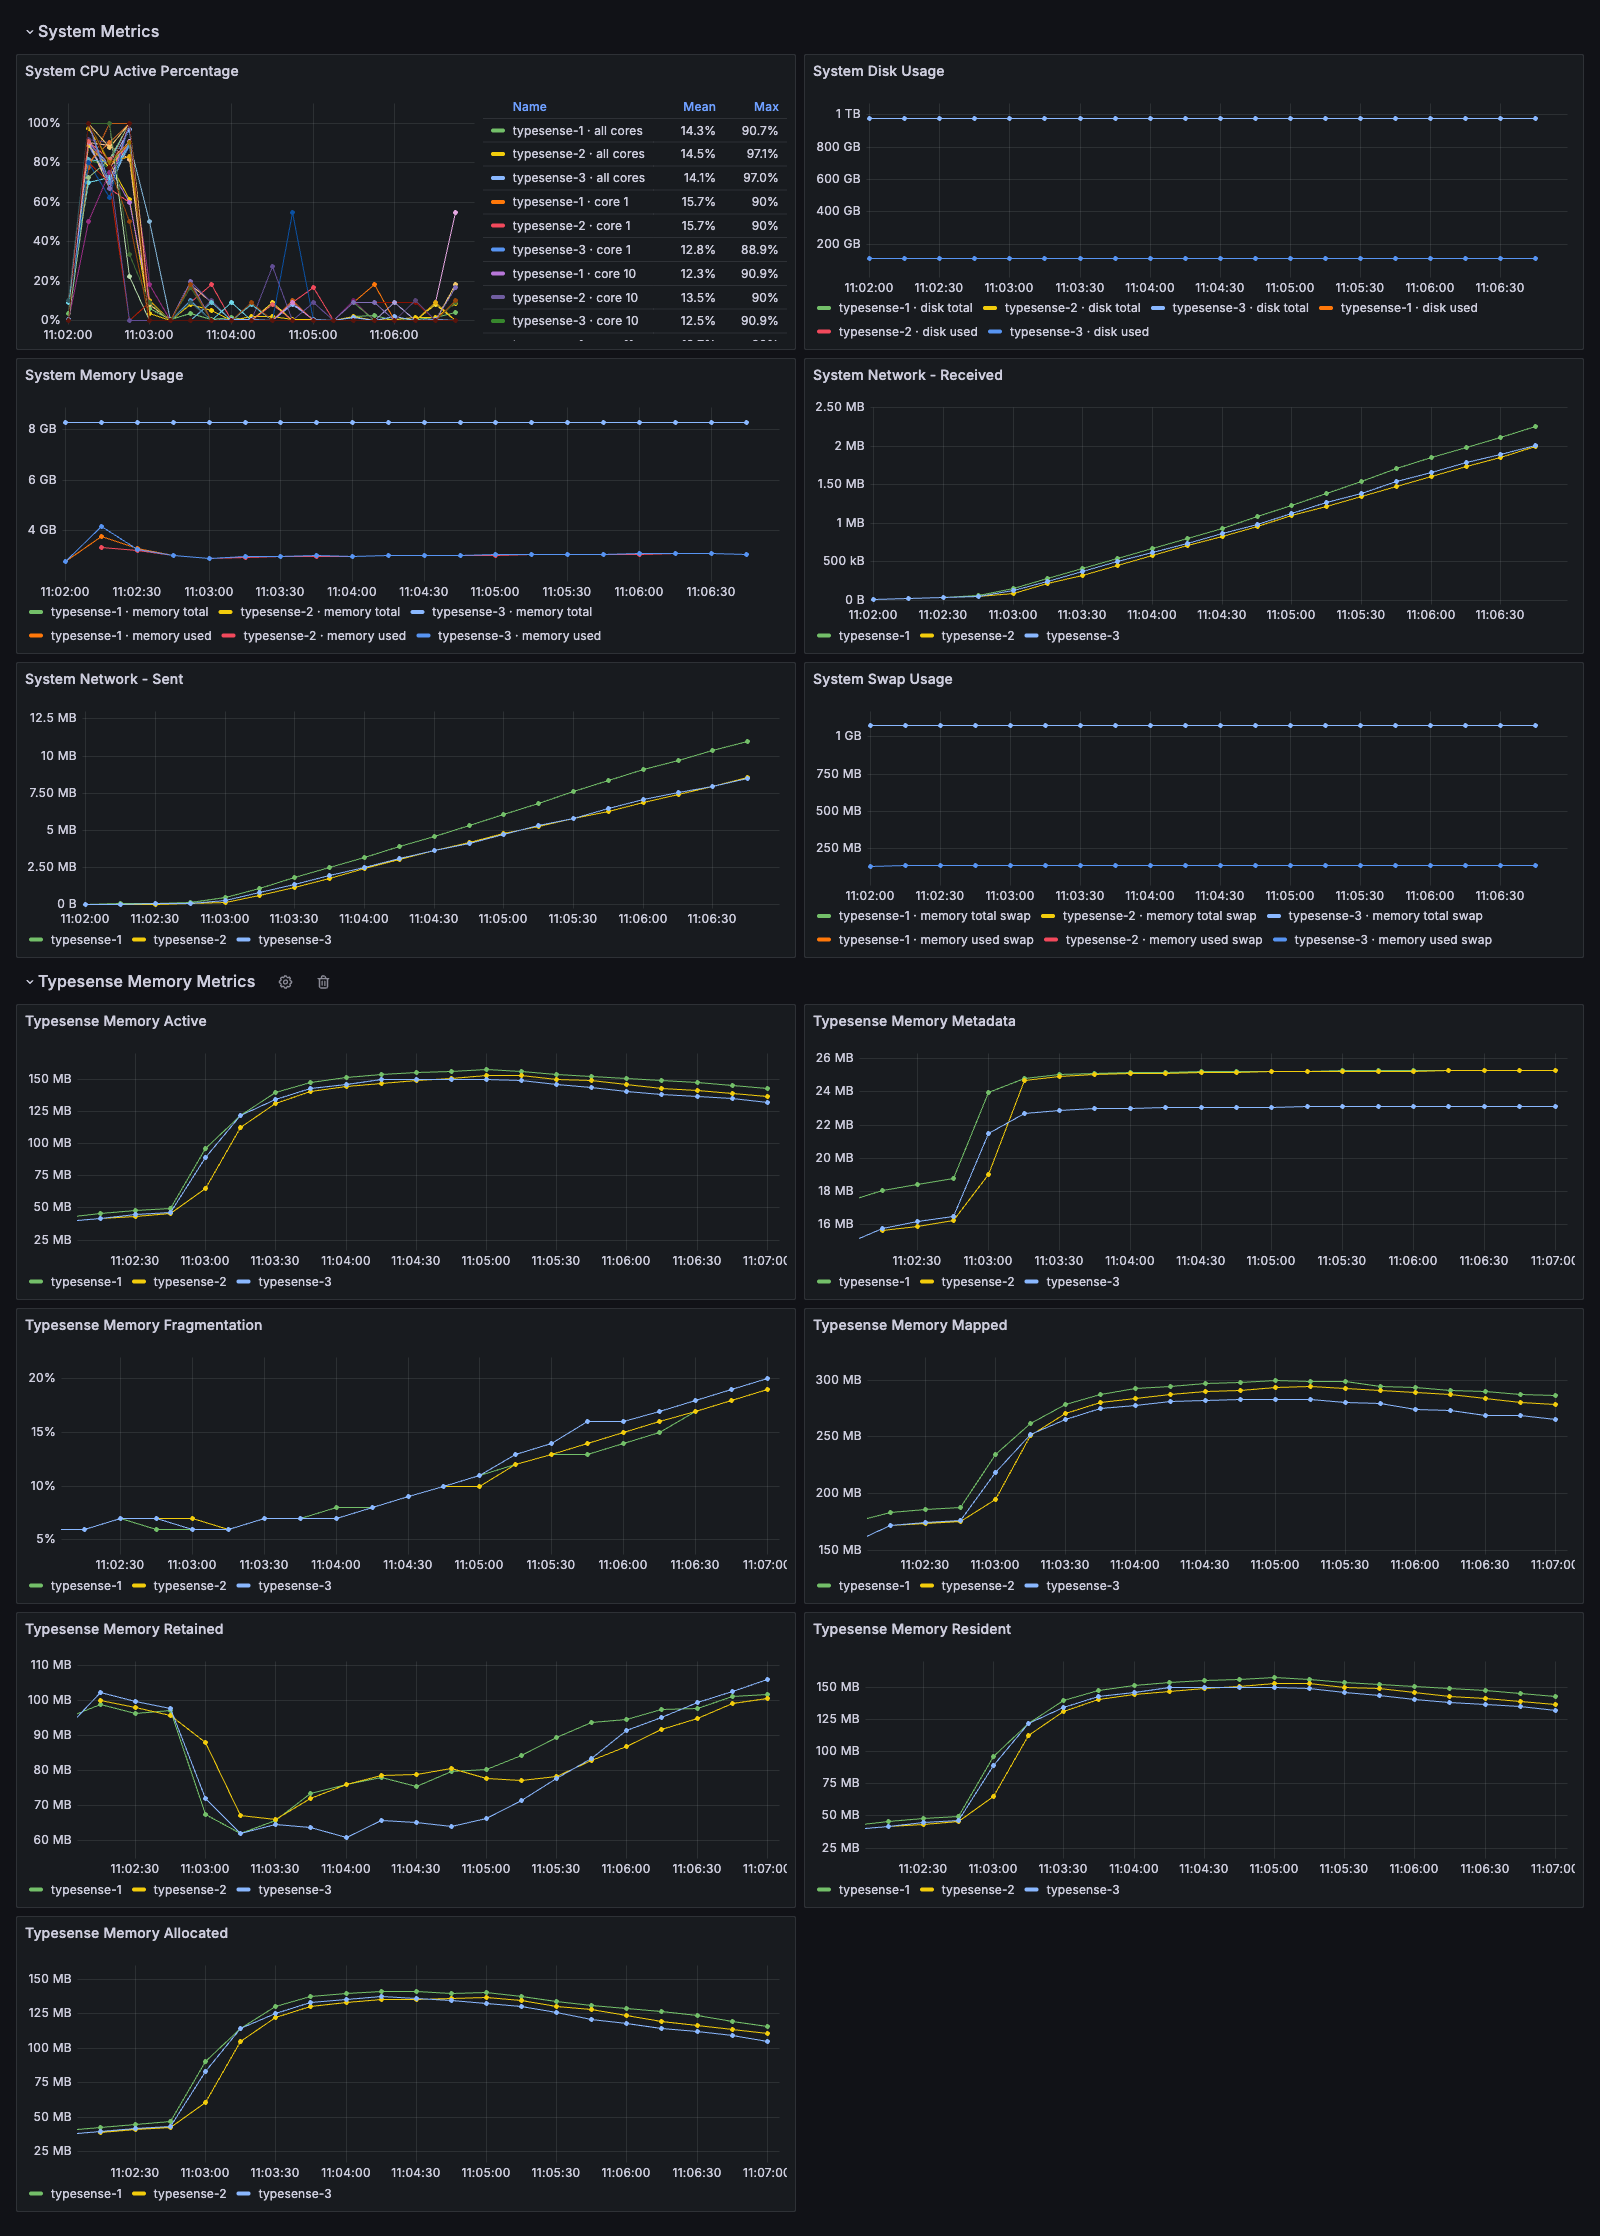 System Metrics
System CPU Active Percentage
100%
80%
60%
40%
20%
0%
11:02:00 11:03:00 11:04:00 11:05:00 11:06:00
Name Mean Max
typesense-1 · all cores 14.3% 90.7%
typesense-2 · all cores 14.5% 97.1%
typesense-3 · all cores 14.1% 97.0%
typesense-1 · core 1 15.7% 90%
typesense-2 · core 1 15.7% 90%
typesense-3 · core 1 12.8% 88.9%
typesense-1 · core 10 12.3% 90.9%
typesense-2 · core 10 13.5% 90%
typesense-3 · core 10 12.5% 90.9%
System Disk Usage
1 TB
800 GB
600 GB
400 GB
200 GB
11:02:00 11:02:30 11:03:00 11:03:30 11:04:00 11:04:30 11:05:00 11:05:30 11:06:00 11:06:30
typesense-1 · disk total typesense-2 · disk total typesense-3 · disk total typesense-1 · disk used
typesense-2 · disk used typesense-3 · disk used
System Memory Usage
8 GB
6 GB
4 GB
11:02:00 11:02:30 11:03:00 11:03:30 11:04:00 11:04:30 11:05:00 11:05:30 11:06:00 11:06:30
typesense-1 · memory total typesense-2 · memory total typesense-3 · memory total
typesense-1 · memory used typesense-2 · memory used typesense-3 · memory used
System Network - Received
2.50 MB
2 MB
1.50 MB
1 MB
500 kB
0 B
11:02:00 11:02:30 11:03:00 11:03:30 11:04:00 11:04:30 11:05:00 11:05:30 11:06:00 11:06:30
typesense-1 typesense-2 typesense-3
System Network - Sent
12.5 MB
10 MB
7.50 MB
5 MB
2.50 MB
0 B
11:02:00 11:02:30 11:03:00 11:03:30 11:04:00 11:04:30 11:05:00 11:05:30 11:06:00 11:06:30
typesense-1 typesense-2 typesense-3
System Swap Usage
1 GB
750 MB
500 MB
250 MB
11:02:00 11:02:30 11:03:00 11:03:30 11:04:00 11:04:30 11:05:00 11:05:30 11:06:00 11:06:30
typesense-1 · memory total swap typesense-2 · memory total swap typesense-3 · memory total swap
typesense-1 · memory used swap typesense-2 · memory used swap typesense-3 · memory used swap
Typesense Memory Metrics
Typesense Memory Active
150 MB
125 MB
100 MB
75 MB
50 MB
25 MB
11:02:30 11:03:00 11:03:30 11:04:00 11:04:30 11:05:00 11:05:30 11:06:00 11:06:30 11:07:00
typesense-1 typesense-2 typesense-3
Typesense Memory Metadata
26 MB
24 MB
22 MB
20 MB
18 MB
16 MB
11:02:30 11:03:00 11:03:30 11:04:00 11:04:30 11:05:00 11:05:30 11:06:00 11:06:30 11:07:00
typesense-1 typesense-2 typesense-3
Typesense Memory Fragmentation
20%
15%
10%
5%
11:02:30 11:03:00 11:03:30 11:04:00 11:04:30 11:05:00 11:05:30 11:06:00 11:06:30 11:07:00
typesense-1 typesense-2 typesense-3
Typesense Memory Mapped
300 MB
250 MB
200 MB
150 MB
11:02:30 11:03:00 11:03:30 11:04:00 11:04:30 11:05:00 11:05:30 11:06:00 11:06:30 11:07:00
typesense-1 typesense-2 typesense-3
Typesense Memory Retained
110 MB
100 MB
90 MB
80 MB
70 MB
60 MB
11:02:30 11:03:00 11:03:30 11:04:00 11:04:30 11:05:00 11:05:30 11:06:00 11:06:30 11:07:00
typesense-1 typesense-2 typesense-3
Typesense Memory Resident
150 MB
125 MB
100 MB
75 MB
50 MB
25 MB
11:02:30 11:03:00 11:03:30 11:04:00 11:04:30 11:05:00 11:05:30 11:06:00 11:06:30 11:07:00
typesense-1 typesense-2 typesense-3
Typesense Memory Allocated
150 MB
125 MB
100 MB
75 MB
50 MB
25 MB
11:02:30 11:03:00 11:03:30 11:04:00 11:04:30 11:05:00 11:05:30 11:06:00 11:06:30 11:07:00
typesense-1 typesense-2 typesense-3